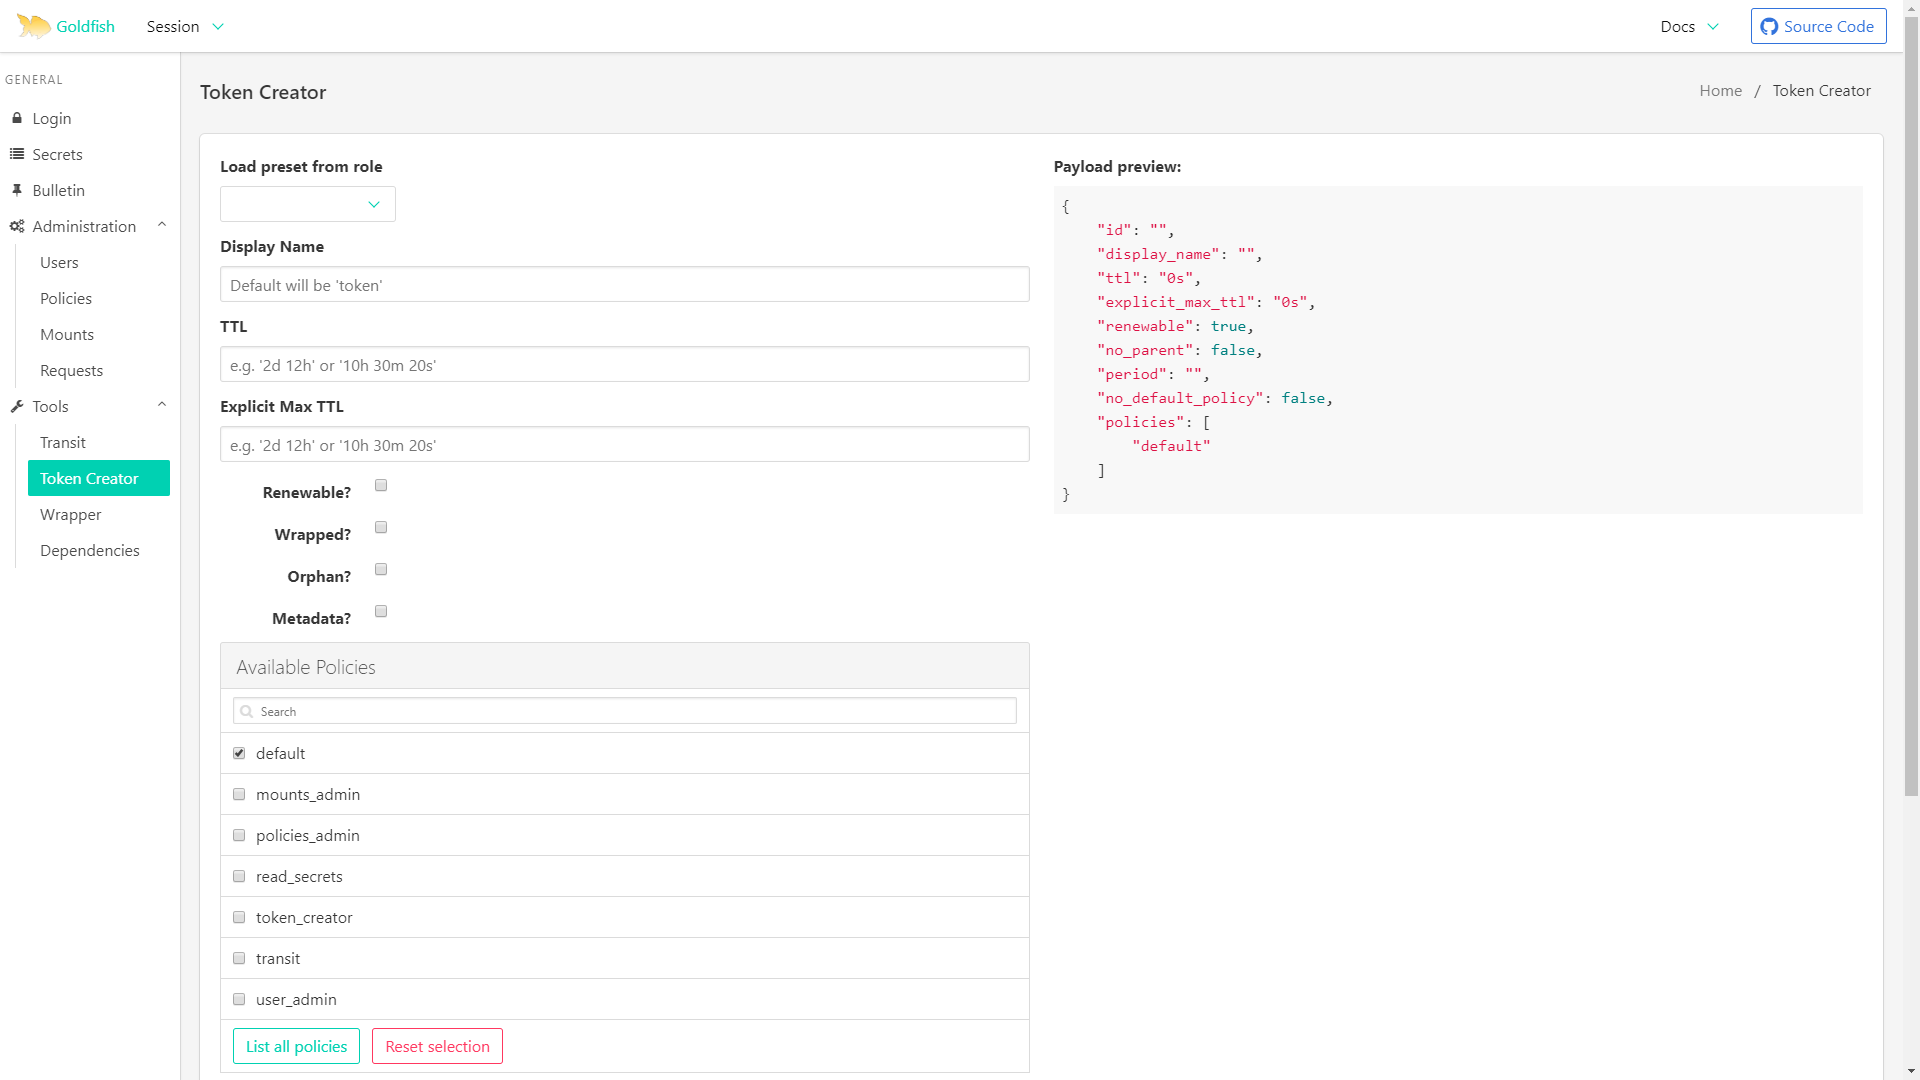 Goldfish Session Docs Source Code
GENERAL
Login
Secrets
Bulletin
Administration
Users
Policies
Mounts
Requests
Tools
Transit
Token Creator
Wrapper
Dependencies
Token Creator
Home / Token Creator
Load preset from role
Display Name
Default will be 'token'
TTL
e.g. '2d 12h' or '10h 30m 20s'
Explicit Max TTL
e.g. '2d 12h' or '10h 30m 20s'
Renewable?
Wrapped?
Orphan?
Metadata?
Available Policies
Search
default
mounts_admin
policies_admin
read_secrets
token_creator
transit
user_admin
List all policies Reset selection
Payload preview:
{
    "id": "",
    "display_name": "",
    "ttl": "0s",
    "explicit_max_ttl": "0s",
    "renewable": true,
    "no_parent": false,
    "period": "",
    "no_default_policy": false,
    "policies": [
        "default"
    ]
}